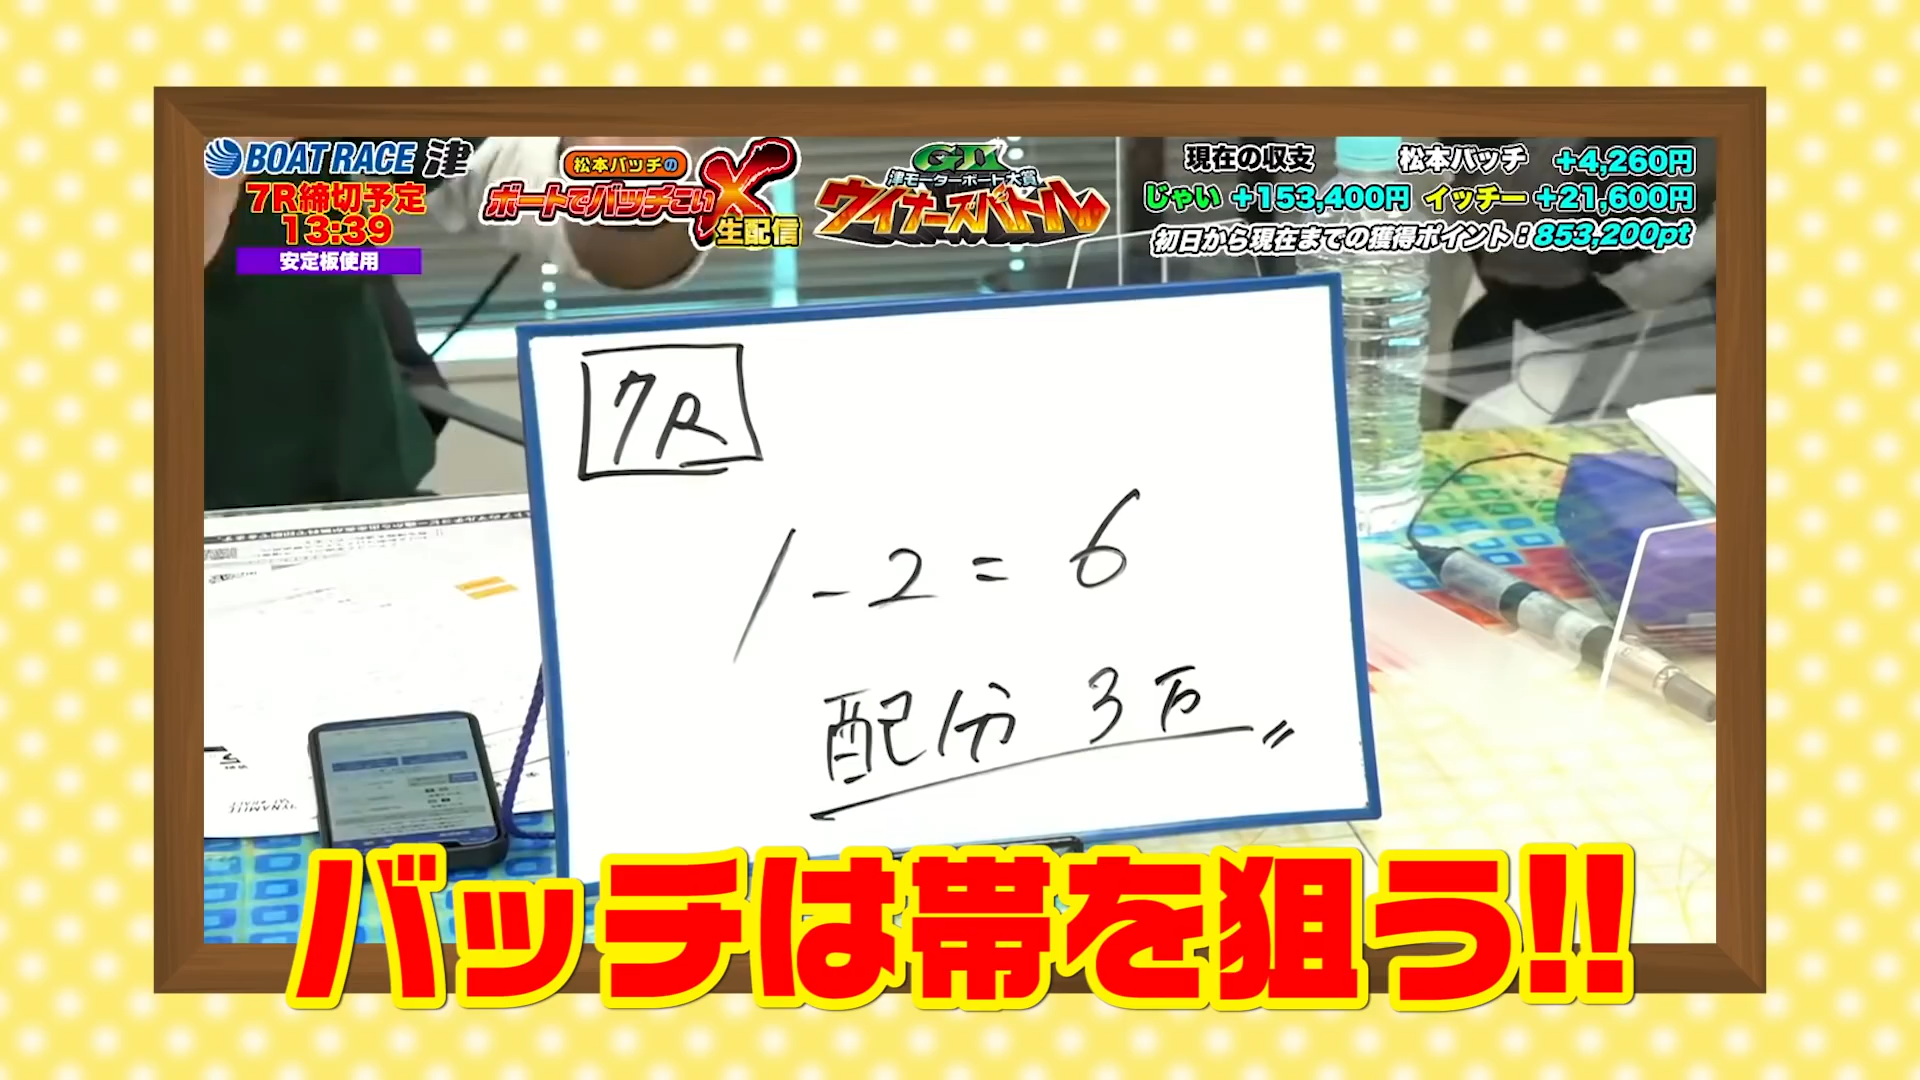 BOAT RACE 津
7R締切予定
13:39
安定板使用
松本バッチの
ボートでバッチこいX
生配信
GII
津モーターボート大賞
ウイナーズバトル
現在の収支 松本バッチ +4,260円
じゃい +153,400円 イッチー +21,600円
初日から現在までの獲得ポイント：853,200pt
7R
1-2=6
配分 3万
バッチは帯を狙う!!